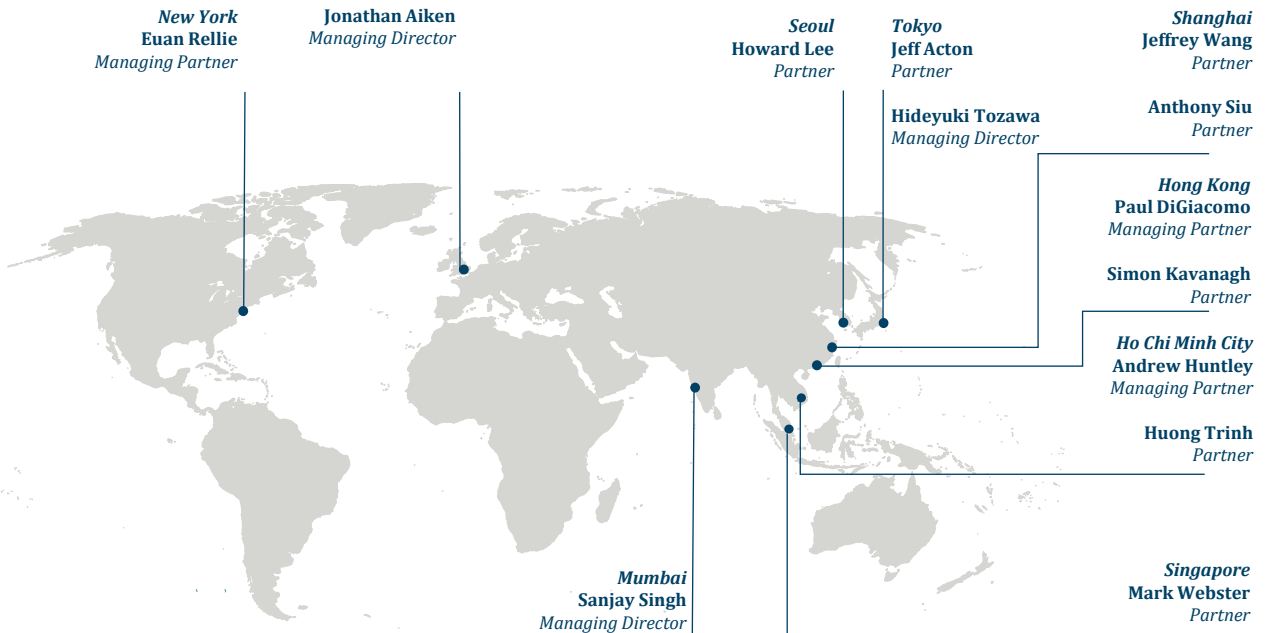 New York
Euan Rellie
Managing Partner
Jonathan Aiken
Managing Director
Seoul
Howard Lee
Partner
Tokyo
Jeff Acton
Partner
Hideyuki Tozawa
Managing Director
Shanghai
Jeffrey Wang
Partner
Anthony Siu
Partner
Hong Kong
Paul DiGiacomo
Managing Partner
Simon Kavanagh
Partner
Ho Chi Minh City
Andrew Huntley
Managing Partner
Huong Trinh
Partner
Mumbai
Sanjay Singh
Managing Director
Singapore
Mark Webster
Partner